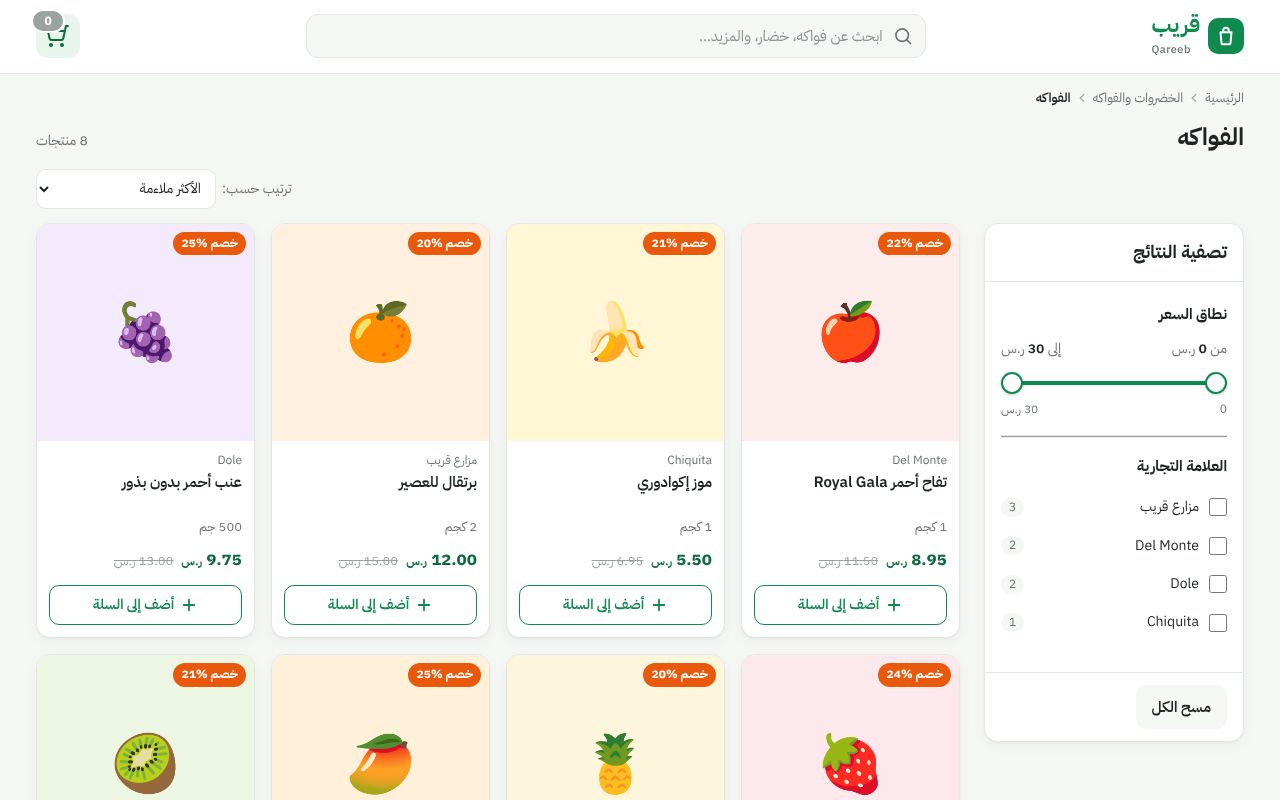 قريب
Qareeb
ابحث عن فواكه، خضار، والمزيد...
0
الرئيسية
الخضروات والفواكه
الفواكه
الفواكه
8 منتجات
ترتيب حسب:
الأكثر ملاءمة
تصفية النتائج
نطاق السعر
من 0 ر.س
إلى 30 ر.س
0
30 ر.س
العلامة التجارية
مزارع قريب
3
Del Monte
2
Dole
2
Chiquita
1
مسح الكل
خصم 22%
Del Monte
تفاح أحمر Royal Gala
1 كجم
8.95 ر.س 11.50 ر.س
أضف إلى السلة
خصم 21%
Chiquita
موز إكوادوري
1 كجم
5.50 ر.س 6.95 ر.س
أضف إلى السلة
خصم 20%
مزارع قريب
برتقال للعصير
2 كجم
12.00 ر.س 15.00 ر.س
أضف إلى السلة
خصم 25%
Dole
عنب أحمر بدون بذور
500 جم
9.75 ر.س 13.00 ر.س
أضف إلى السلة
خصم 24%
خصم 20%
خصم 25%
خصم 21%